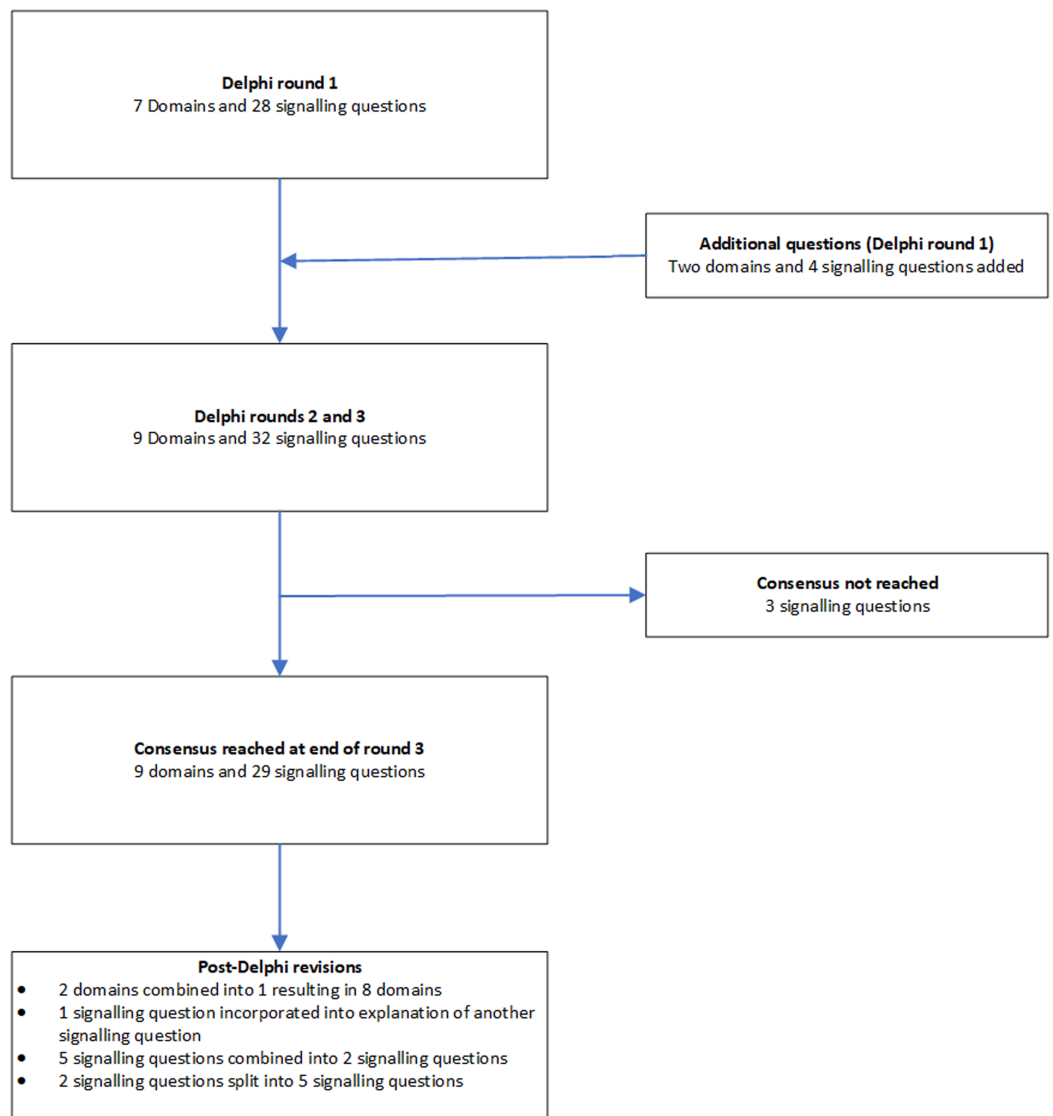 Delphi round 1
7 Domains and 28 signalling questions
Additional questions (Delphi round 1)
Two domains and 4 signalling questions added
Delphi rounds 2 and 3
9 Domains and 32 signalling questions
Consensus not reached
3 signalling questions
Consensus reached at end of round 3
9 domains and 29 signalling questions
Post-Delphi revisions
• 2 domains combined into 1 resulting in 8 domains
• 1 signalling question incorporated into explanation of another
signalling question
• 5 signalling questions combined into 2 signalling questions
• 2 signalling questions split into 5 signalling questions